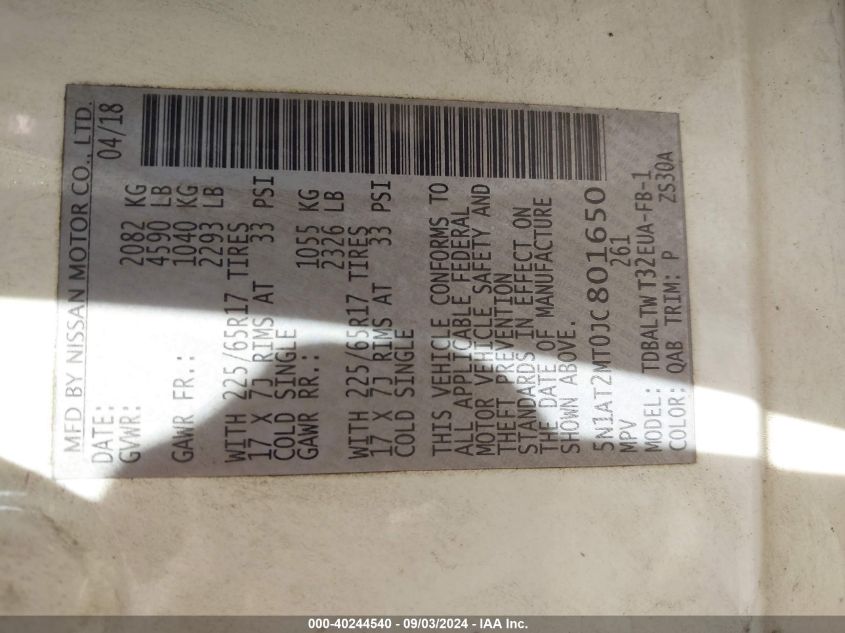 MFD BY NISSAN MOTOR CO., LTD.
DATE: 04/18
GVWR: 2082 KG
4590 LB
GAWR FR.: 1040 KG
2293 LB
WITH 225/65R17 TIRES
17 X 7J RIMS AT 33 PSI
COLD SINGLE
GAWR RR.: 1055 KG
2326 LB
WITH 225/65R17 TIRES
17 X 7J RIMS AT 33 PSI
COLD SINGLE
THIS VEHICLE CONFORMS TO
ALL APPLICABLE FEDERAL
MOTOR VEHICLE SAFETY AND
THEFT PREVENTION
STANDARDS IN EFFECT ON
THE DATE OF MANUFACTURE
SHOWN ABOVE.
5N1AT2MT0JC801650
MPV 261
MODEL: TDBALTWT32EUA-FB-1
COLOR: QAB TRIM: P ZS30A
000-40244540 - 09/03/2024 - IAA Inc.